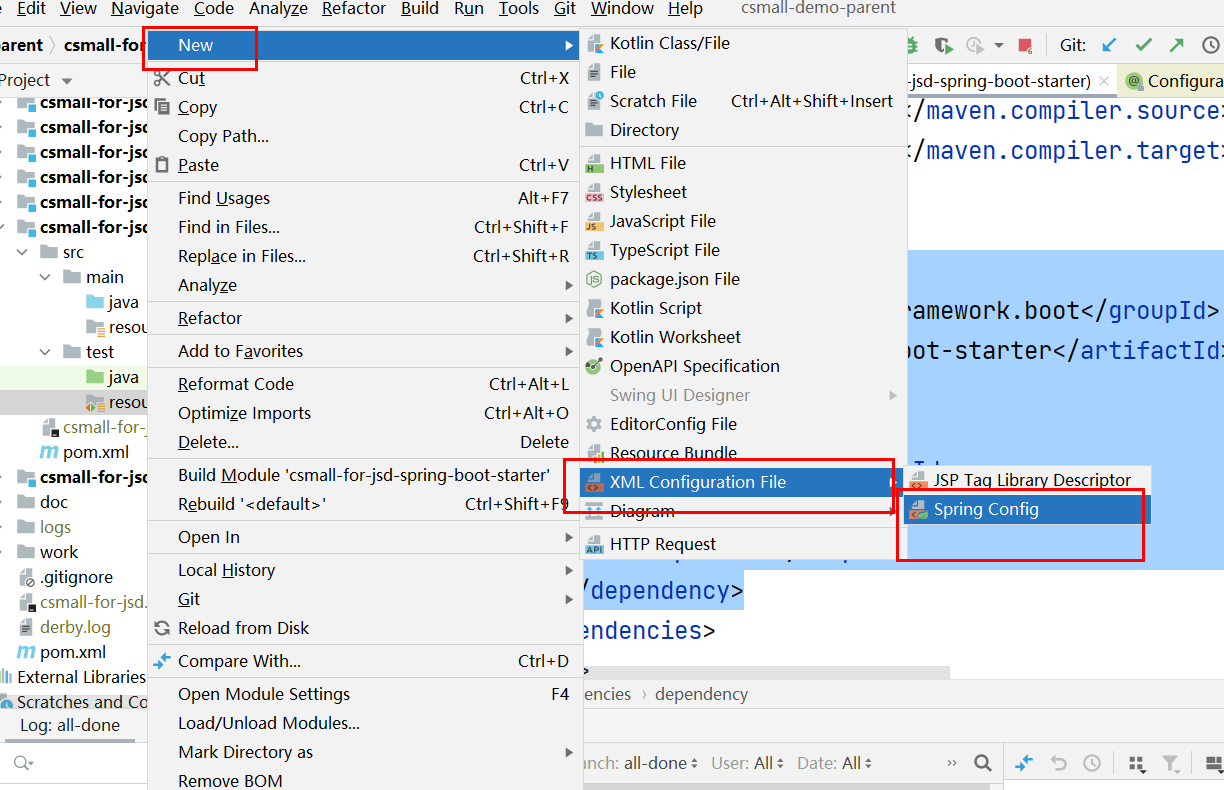 Edit View Navigate Code Analyze Refactor Build Run Tools Git Window Help csmall-demo-parent
arent csmall-for
Git:
Project
New
Cut Ctrl+X
Copy Ctrl+C
Copy Path...
Paste Ctrl+V
Find Usages Alt+F7
Find in Files... Ctrl+Shift+F
Replace in Files... Ctrl+Shift+R
Analyze
Refactor
Add to Favorites
Reformat Code Ctrl+Alt+L
Optimize Imports Ctrl+Alt+O
Delete... Delete
Build Module 'csmall-for-jsd-spring-boot-starter'
Rebuild '<default>' Ctrl+Shift+F9
Open In
Local History
Git
Reload from Disk
Compare With... Ctrl+D
Open Module Settings F4
Load/Unload Modules...
Mark Directory as
Remove BOM
Kotlin Class/File
File
Scratch File Ctrl+Alt+Shift+Insert
Directory
HTML File
Stylesheet
JavaScript File
TypeScript File
package.json File
Kotlin Script
Kotlin Worksheet
OpenAPI Specification
Swing UI Designer
EditorConfig File
Resource Bundle
XML Configuration File
Diagram
HTTP Request
JSP Tag Library Descriptor
Spring Config
csmall-for-jsd
csmall-for-jsd
csmall-for-jsd
csmall-for-jsd
csmall-for-jsd
csmall-for-jsd
src
main
java
resou
test
java
resou
csmall-for-
pom.xml
csmall-for-jsd
doc
logs
work
.gitignore
csmall-for-jsd.
derby.log
pom.xml
External Libraries
Scratches and Co
Log: all-done
-jsd-spring-boot-starter) Configura
/maven.compiler.source>
/maven.compiler.target>
ramework.boot</groupId>
ot-starter</artifactId>
/dependency>
endencies>
encies › dependency
nch: all-done User: All Date: All